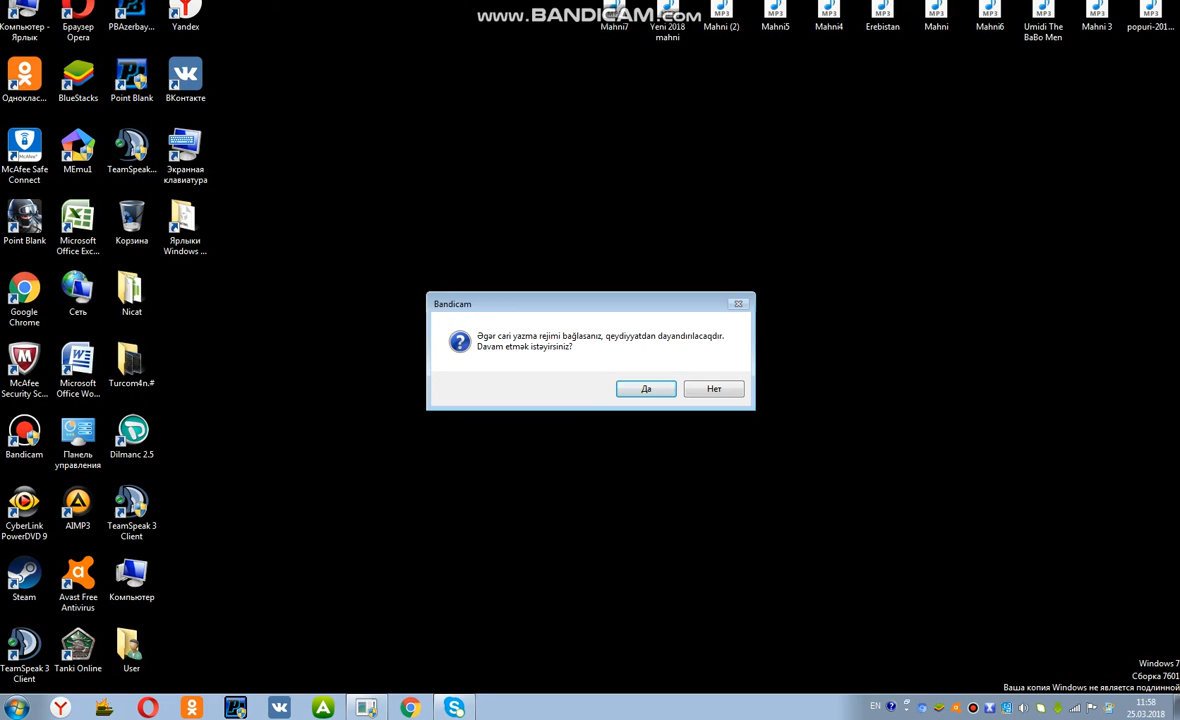 www.BANDICAM.com
Компьютер -
Ярлык
Браузер
Opera
PBAzerbay...
Yandex
Mahni7
Yeni 2018
mahni
Mahni (2)
Mahni5
Mahni4
Erebistan
Mahni
Mahni6
Umidi The
BaBo Men
Mahni 3
popuri-201...
Однoклас...
BlueStacks
Point Blank
ВКонтакте
McAfee Safe
Connect
MEmu1
TeamSpeak...
Экранная
клавиатура
Point Blank
Microsoft
Office Exc...
Корзина
Ярлыки
Windows ...
Google
Chrome
Сеть
Nicat
McAfee
Security Sc...
Microsoft
Office Wo...
Turcom4n.#
Bandicam
Панель
управления
Dilmanc 2.5
CyberLink
PowerDVD 9
AIMP3
TeamSpeak 3
Client
Steam
Avast Free
Antivirus
Компьютер
TeamSpeak 3
Client
Tanki Online
User
Bandicam
Əgər cari yazma rejimi bağlasanız, qeydiyyatdan dayandırılacaqdır.
Davam etmək istəyirsiniz?
Да
Нет
Windows 7
Сборка 7601
Ваша копия Windows не является подлинной
EN
11:58
25.03.2018